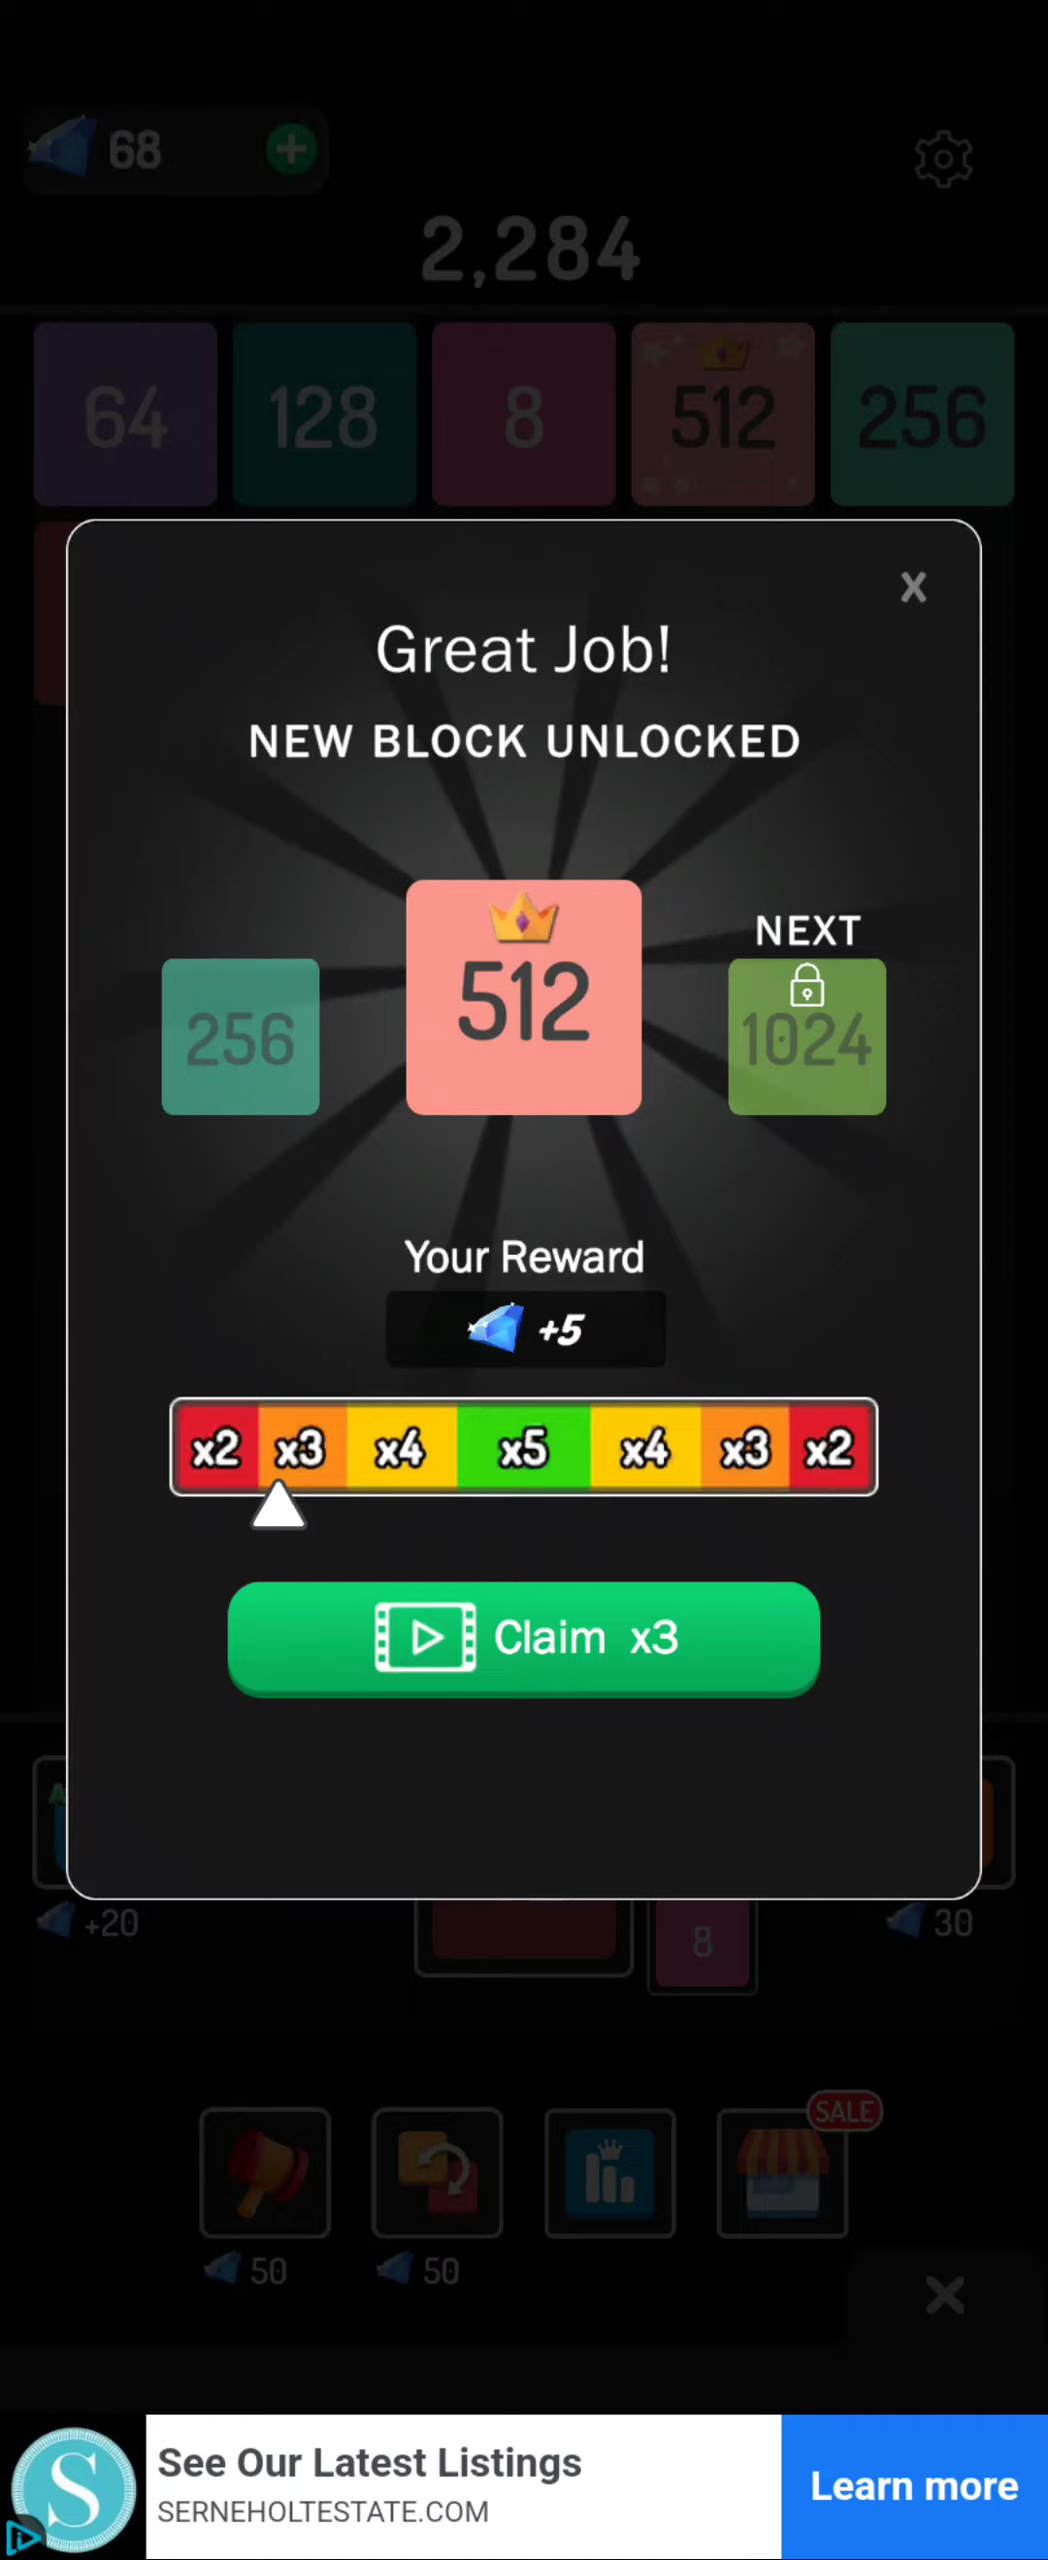 68
2,284
64 128 8 512 256
X
Great Job!
NEW BLOCK UNLOCKED
NEXT
256 512 1024
Your Reward
+5
x2 x3 x4 x5 x4 x3 x2
Claim x3
+20
8
30
SALE
50 50
See Our Latest Listings
SERNEHOLTESTATE.COM
Learn more
S